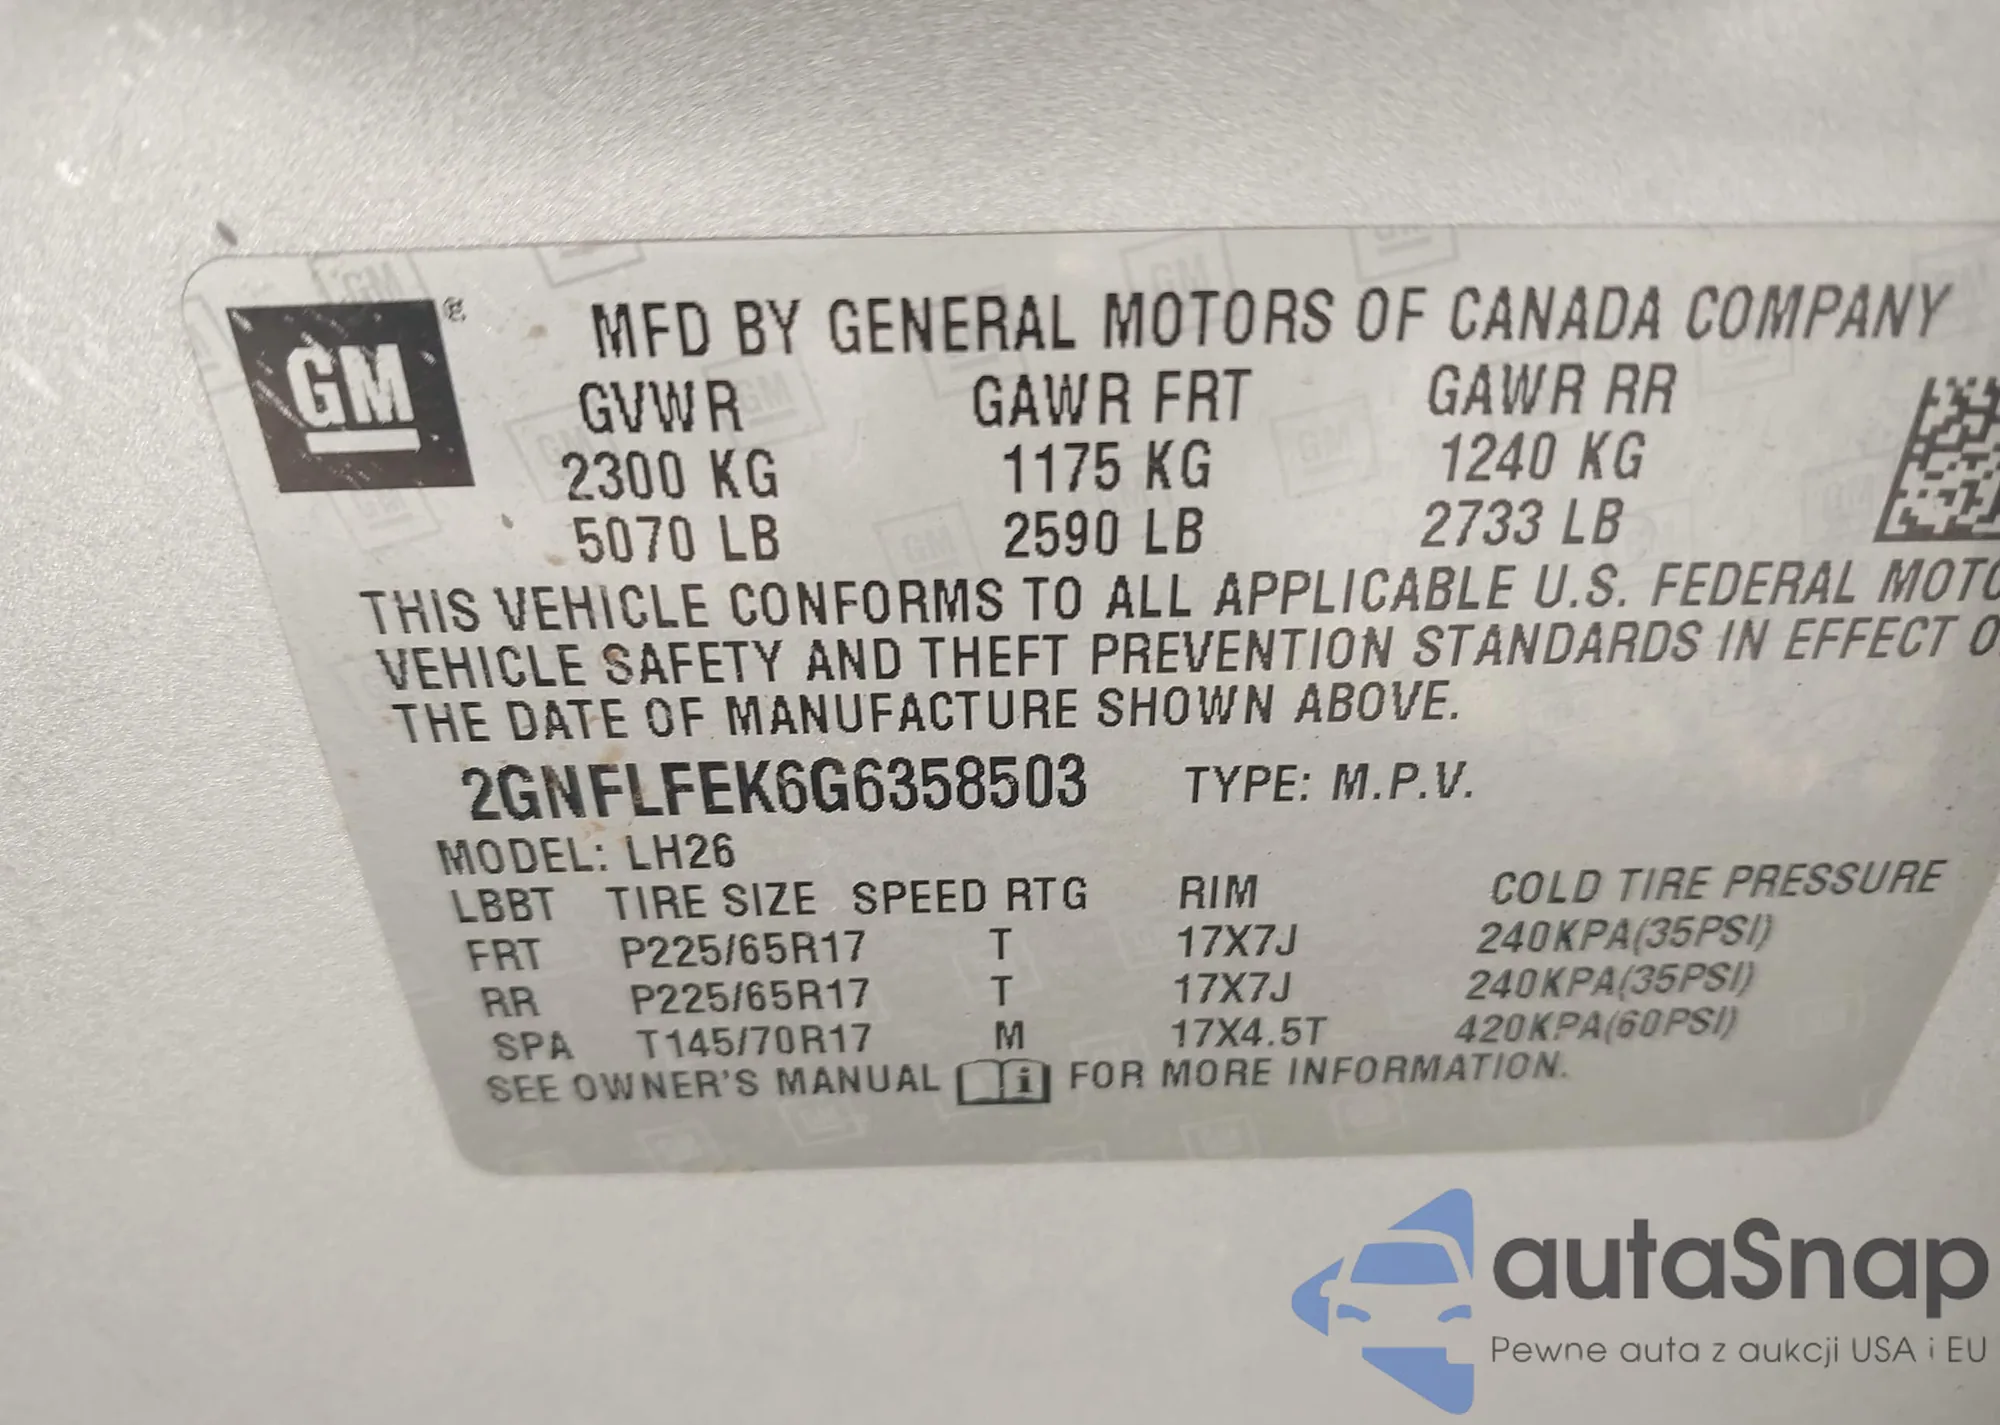 GM ®
MFD BY GENERAL MOTORS OF CANADA COMPANY
GVWR GAWR FRT GAWR RR
2300 KG 1175 KG 1240 KG
5070 LB 2590 LB 2733 LB
THIS VEHICLE CONFORMS TO ALL APPLICABLE U.S. FEDERAL MOTO
VEHICLE SAFETY AND THEFT PREVENTION STANDARDS IN EFFECT O
THE DATE OF MANUFACTURE SHOWN ABOVE.
2GNFLFEK6G6358503 TYPE: M.P.V.
MODEL: LH26
LBBT TIRE SIZE SPEED RTG RIM COLD TIRE PRESSURE
FRT P225/65R17 T 17X7J 240KPA(35PSI)
RR P225/65R17 T 17X7J 240KPA(35PSI)
SPA T145/70R17 M 17X4.5T 420KPA(60PSI)
SEE OWNER'S MANUAL i FOR MORE INFORMATION.
autaSnap
Pewne auta z aukcji USA i EU